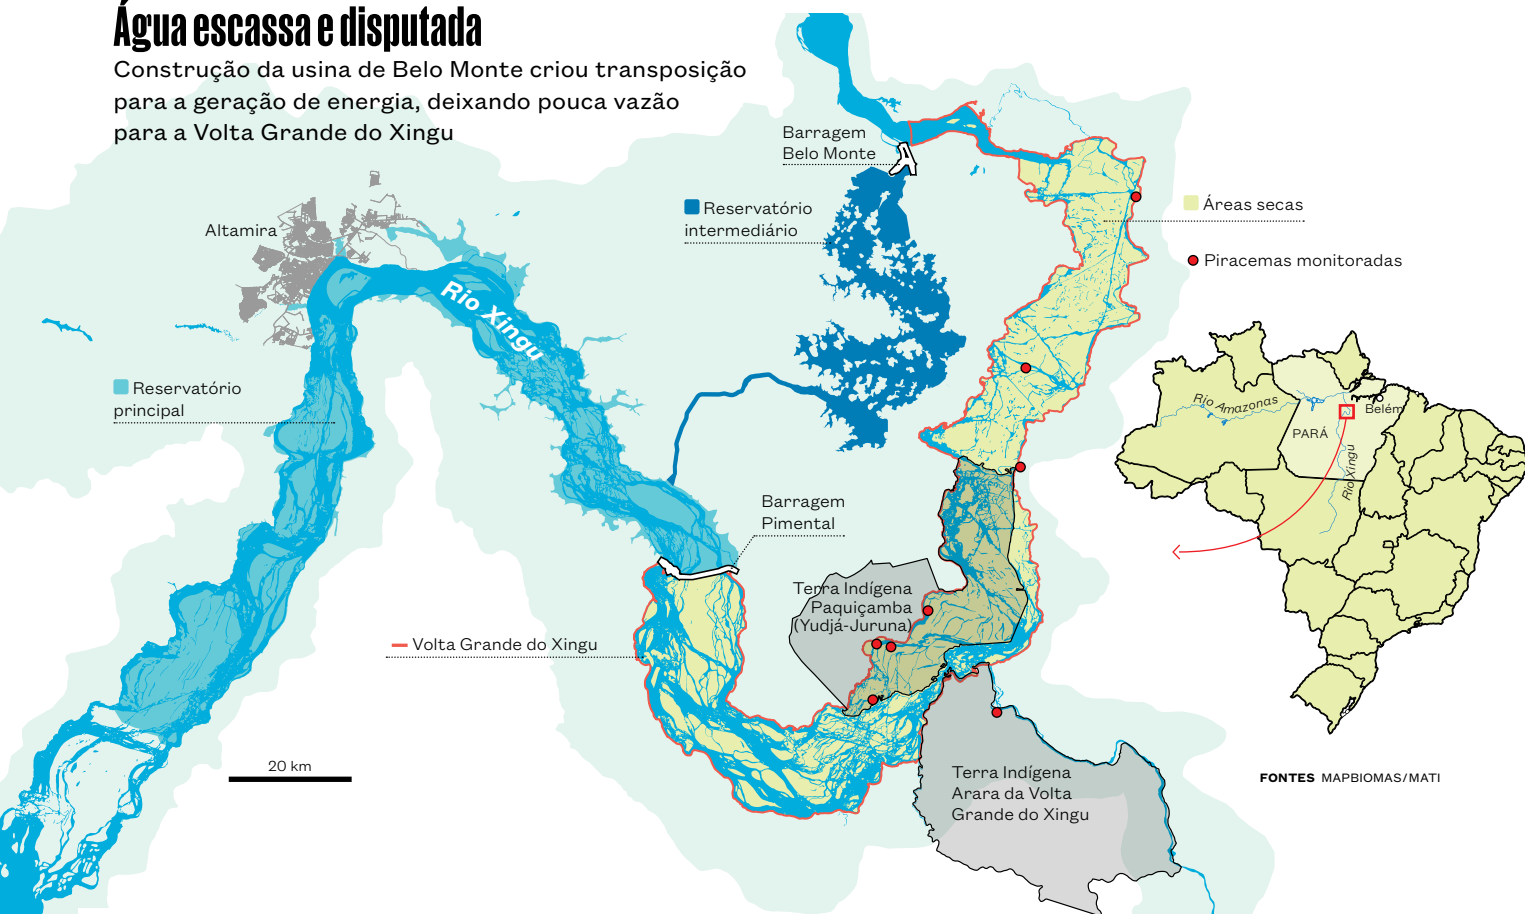 Água escassa e disputada
Construção da usina de Belo Monte criou transposição
para a geração de energia, deixando pouca vazão
para a Volta Grande do Xingu
Barragem
Belo Monte
Reservatório
intermediário
Áreas secas
Piracemas monitoradas
Altamira
Rio Xingu
Reservatório
principal
Rio Amazonas
Belém
PARÁ
Rio Xingu
Barragem
Pimental
Terra Indígena
Paquiçamba
(Yudjá-Juruna)
Volta Grande do Xingu
20 km
Terra Indígena
Arara da Volta
Grande do Xingu
FONTES MAPBIOMAS/MATI